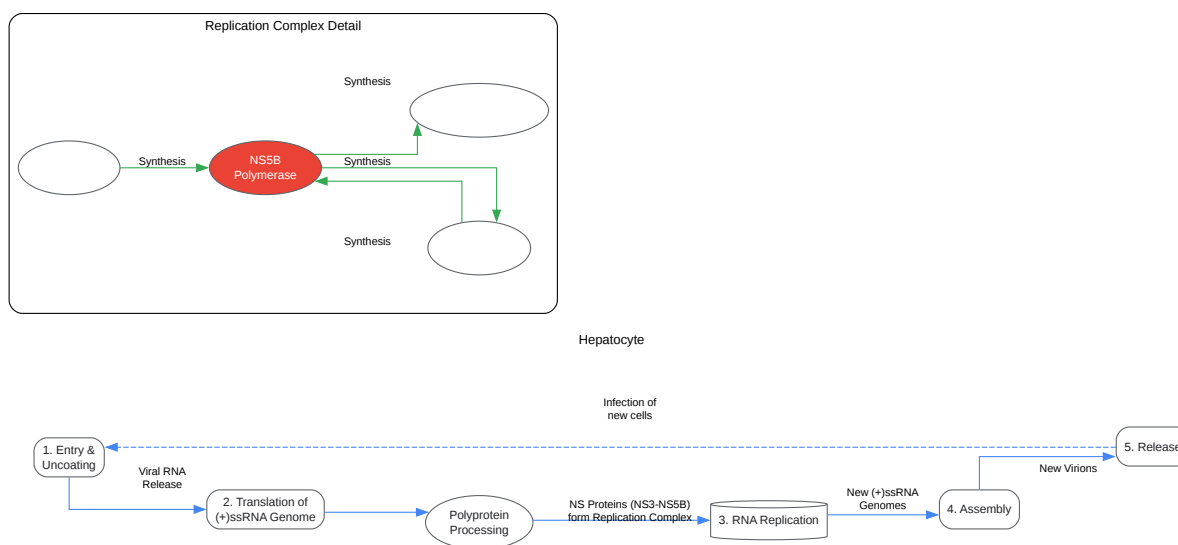 Replication Complex Detail
Synthesis
Synthesis
NS5B
Polymerase
Synthesis
Synthesis
Hepatocyte
Infection of
new cells
1. Entry &
Uncoating
Viral RNA
Release
2. Translation of
(+)ssRNA Genome
Polyprotein
Processing
NS Proteins (NS3-NS5B)
form Replication Complex
3. RNA Replication
New (+)ssRNA
Genomes
4. Assembly
New Virions
5. Release